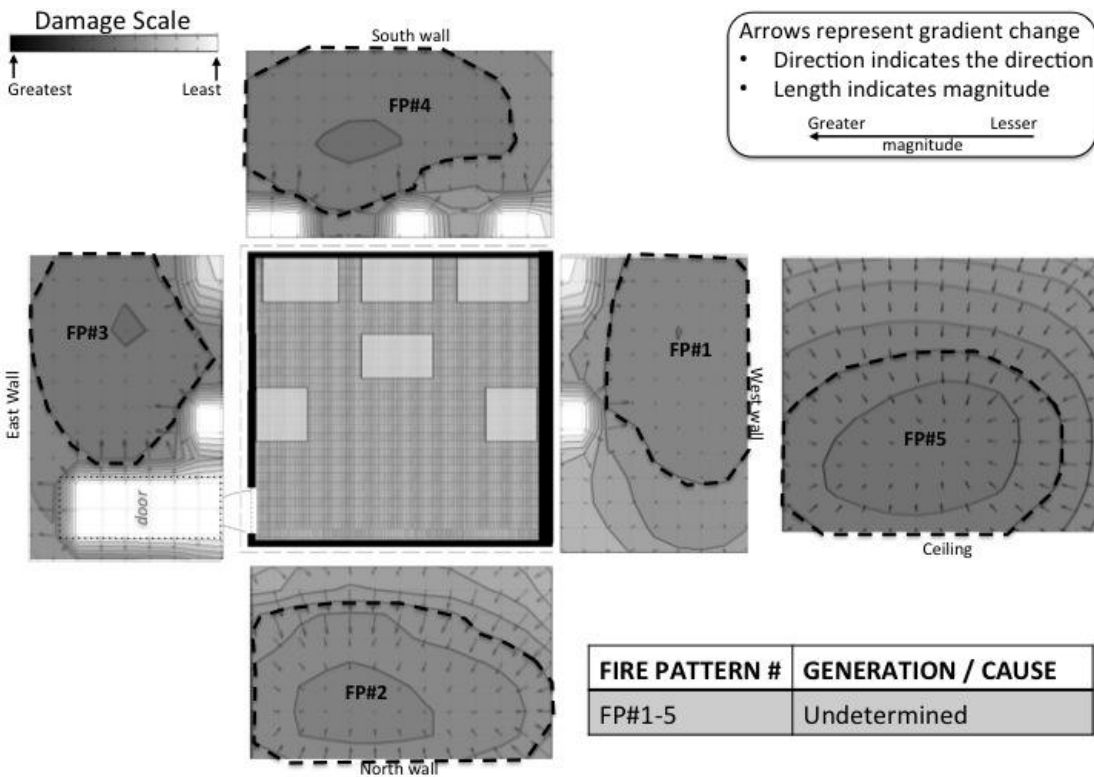 Damage Scale
Greatest
Least
South wall
Arrows represent gradient change
• Direction indicates the direction
• Length indicates magnitude
Greater
Lesser
magnitude
FP#4
East Wall
FP#3
door
FP#1
West wall
FP#5
Ceiling
FP#2
North wall
FIRE PATTERN # GENERATION / CAUSE
FP#1-5 Undetermined